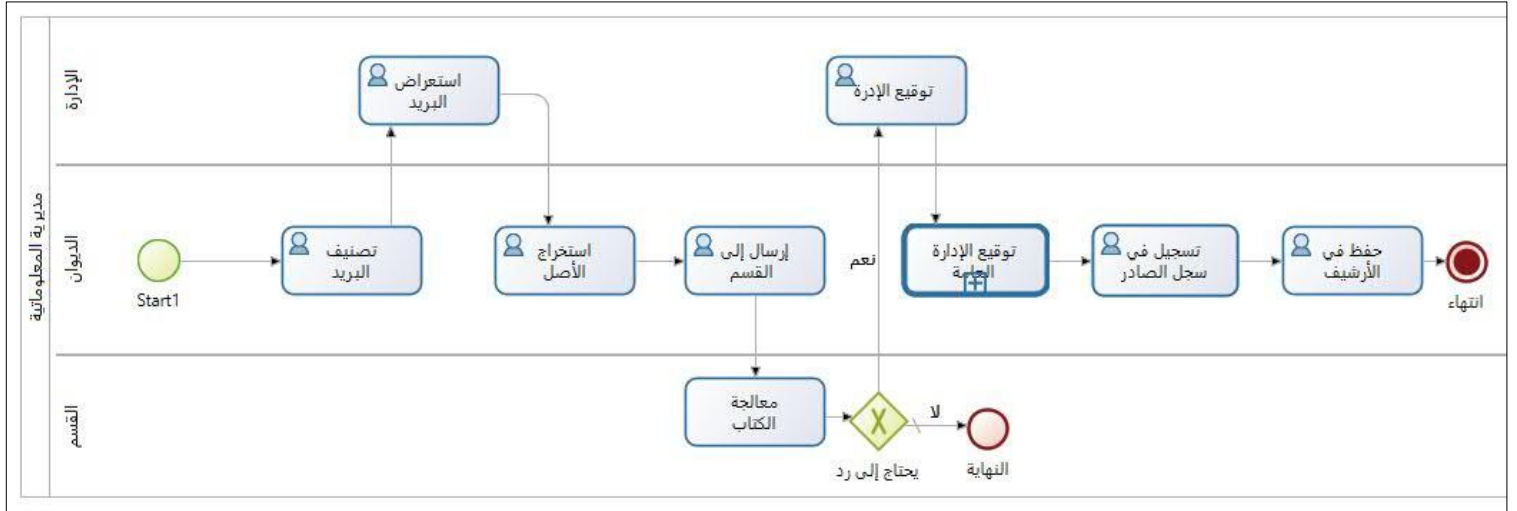 مديرية المعلوماتية
الإدارة
استعراض
البريد
توقيع الإدرة
الديوان
Start1
تصنيف
البريد
استخراج
الأصل
إرسال إلى
القسم
نعم
توقيع الإدارة
العامة
تسجيل في
سجل الصادر
حفظ في
الأرشيف
انتهاء
القسم
معالجة
الكتاب
يحتاج إلى رد
لا
النهاية